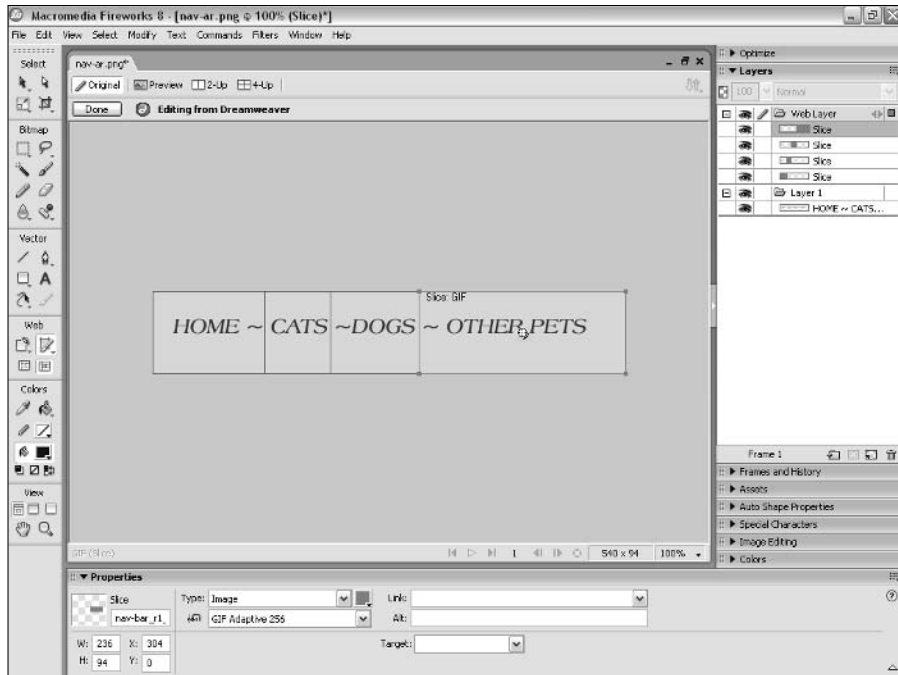 Macromedia Fireworks 8 - [nav-ar.png @ 100% (Slice)*]
File Edit View Select Modify Text Commands Filters Window Help
Select
Bitmap
Vector
Web
Colors
View
nav-ar.png*
Original Preview 2-Up 4-Up
Done Editing from Dreamweaver
Slice: GIF
HOME ~ CATS ~DOGS ~ OTHER PETS
GIF (Slice) 1 540 x 94 100%
Optimize
Layers
100 Normal
Web Layer
Slice
Slice
Slice
Slice
Layer 1
HOME ~ CATS...
Frame 1
Frames and History
Assets
Auto Shape Properties
Special Characters
Image Editing
Colors
Properties
Slice Type: Image Link:
nav-bar_r1_ GIF Adaptive 256 Alt:
W: 236 X: 304 Target:
H: 94 Y: 0